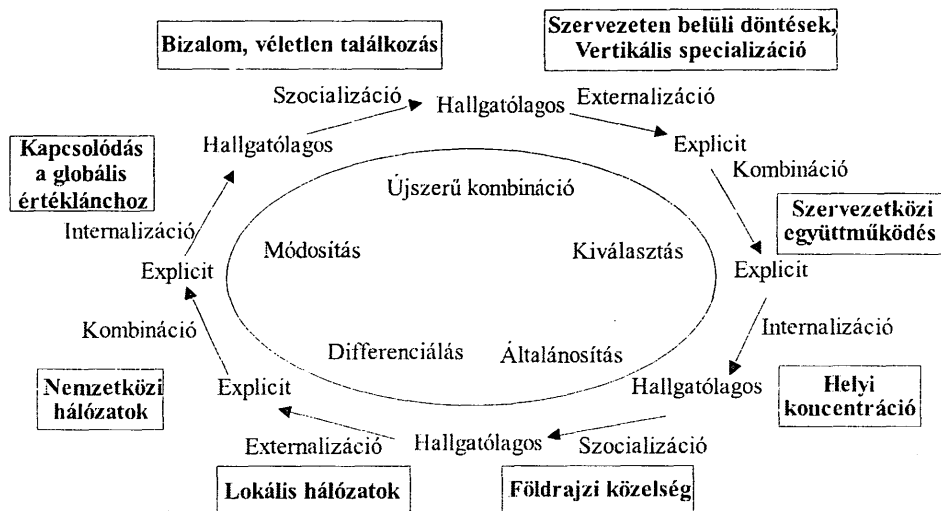 Bizalom, véletlen találkozás
Szervezeten belüli döntések,
Vertikális specializáció
Szocializáció
Hallgatólagos
Externalizáció
Hallgatólagos
Explicit
Kapcsolódás
a globális
értéklánchoz
Kombináció
Újszerű kombináció
Internalizáció
Szervezetközi
együttműködés
Módosítás
Kiválasztás
Explicit
Explicit
Kombináció
Internalizáció
Differenciálás
Általánosítás
Nemzetközi
hálózatok
Explicit
Hallgatólagos
Helyi
koncentráció
Externalizáció
Hallgatólagos
Szocializáció
Lokális hálózatok
Földrajzi közelség